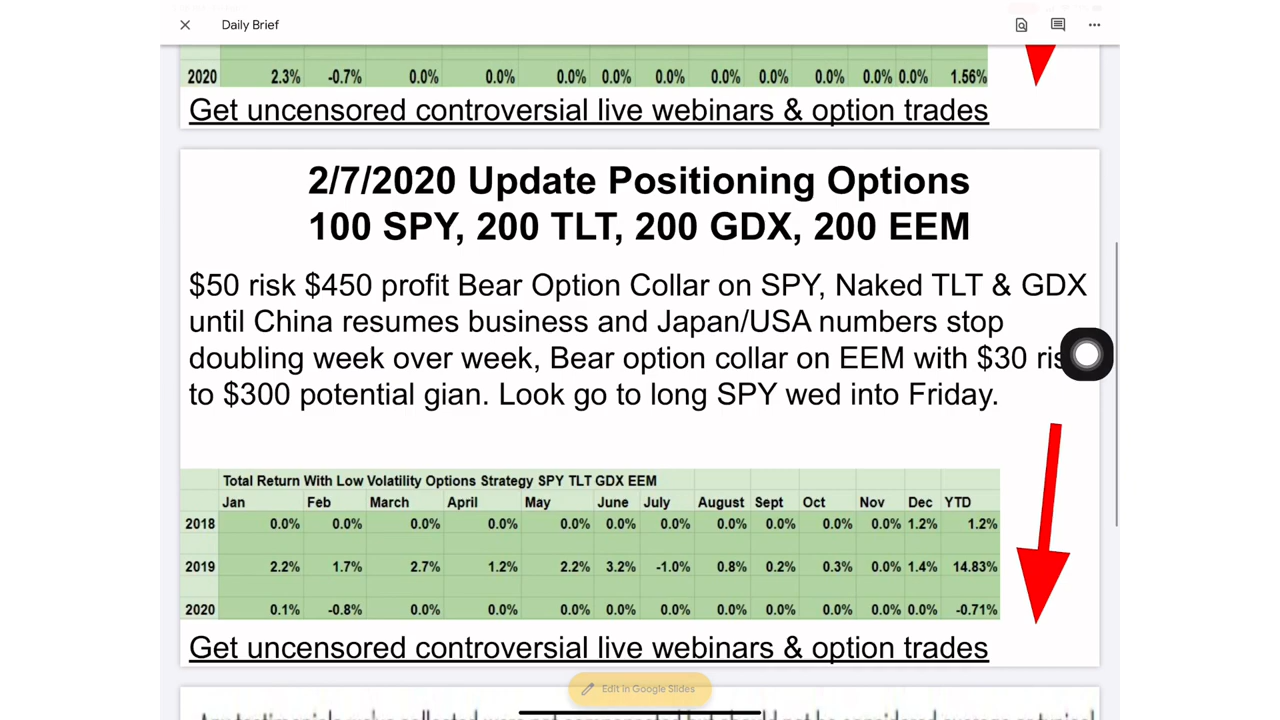 Daily Brief
2020 2.3% -0.7% 0.0% 0.0% 0.0% 0.0% 0.0% 0.0% 0.0% 0.0% 0.0% 0.0% 1.56%
Get uncensored controversial live webinars & option trades
2/7/2020 Update Positioning Options
100 SPY, 200 TLT, 200 GDX, 200 EEM
$50 risk $450 profit Bear Option Collar on SPY, Naked TLT & GDX
until China resumes business and Japan/USA numbers stop
doubling week over week, Bear option collar on EEM with $30
to $300 potential gian. Look go to long SPY wed into Friday.
Total Return With Low Volatility Options Strategy SPY TLT GDX EEM
Jan Feb March April May June July August Sept Oct Nov Dec YTD
2018 0.0% 0.0% 0.0% 0.0% 0.0% 0.0% 0.0% 0.0% 0.0% 0.0% 0.0% 1.2% 1.2%
2019 2.2% 1.7% 2.7% 1.2% 2.2% 3.2% -1.0% 0.8% 0.2% 0.3% 0.0% 1.4% 14.83%
2020 0.1% -0.8% 0.0% 0.0% 0.0% 0.0% 0.0% 0.0% 0.0% 0.0% 0.0% 0.0% -0.71%
Get uncensored controversial live webinars & option trades
Edit in Google Slides